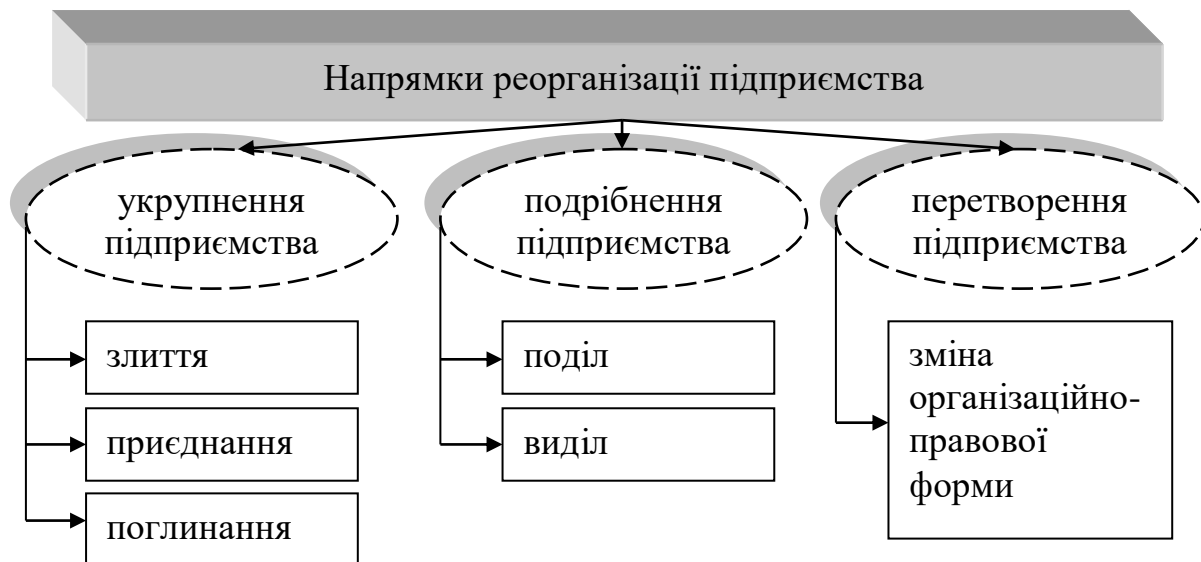 Напрямки реорганізації підприємства
укрупнення
підприємства
злиття
приєднання
поглинання
подрібнення
підприємства
поділ
виділ
перетворення
підприємства
зміна
організаційно-
правової
форми